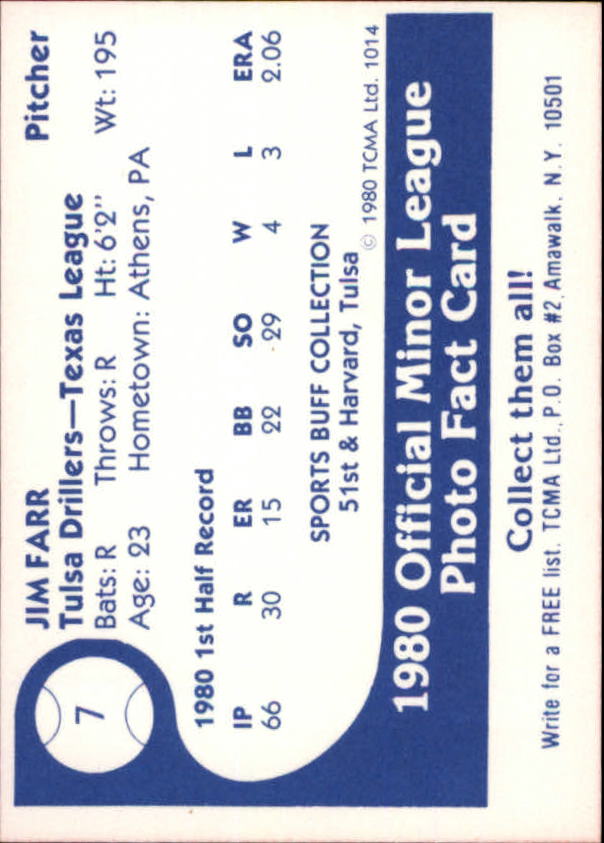 7
JIM FARR Pitcher
Tulsa Drillers—Texas League
Bats: R Throws: R Ht: 6'2" Wt: 195
Age: 23 Hometown: Athens, PA
1980 1st Half Record
IP R ER BB SO W L ERA
66 30 15 22 29 4 3 2.06
SPORTS BUFF COLLECTION
51st & Harvard, Tulsa
© 1980 TCMA Ltd. 1014
1980 Official Minor League
Photo Fact Card
Collect them all!
Write for a FREE list. TCMA Ltd., P.O. Box #2, Amawalk, N.Y. 10501